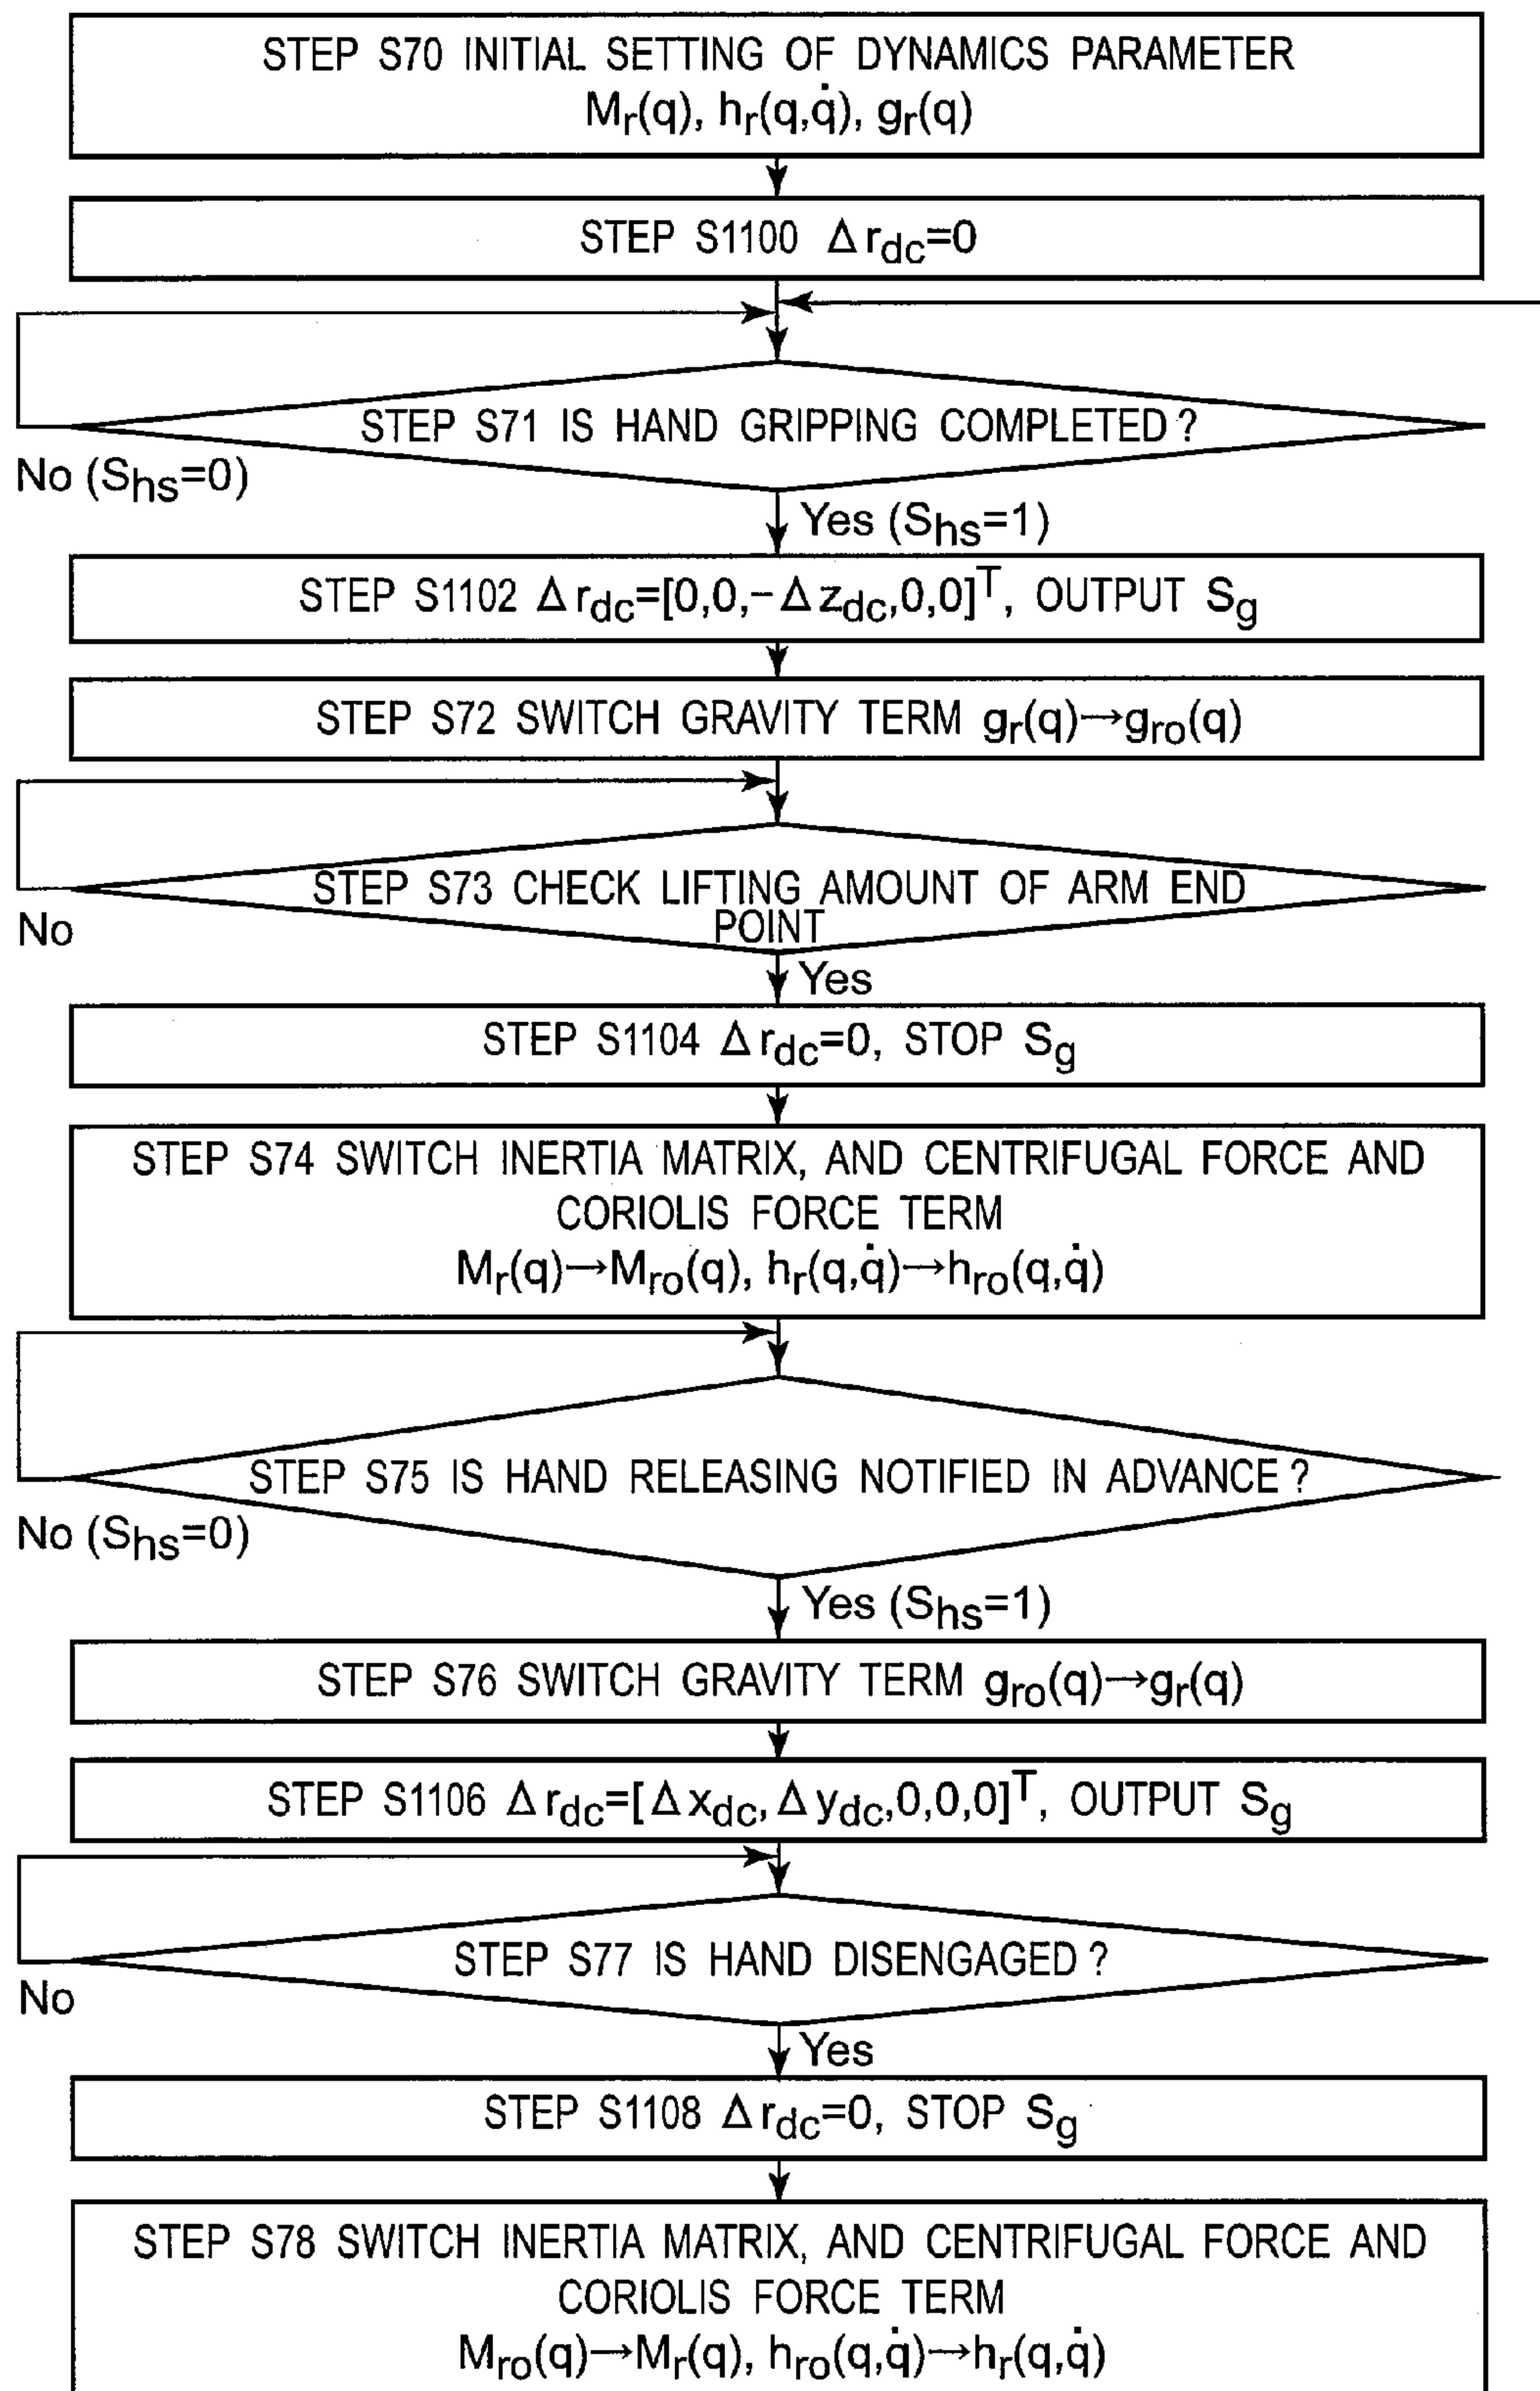 STEP S70 INITIAL SETTING OF DYNAMICS PARAMETER
Mr(q), hr(q,q̇), gr(q)
STEP S1100 Δrdc=0
STEP S71 IS HAND GRIPPING COMPLETED?
No (Shs=0)
Yes (Shs=1)
STEP S1102 Δrdc=[0,0,-Δzdc,0,0]T, OUTPUT Sg
STEP S72 SWITCH GRAVITY TERM gr(q)→gro(q)
STEP S73 CHECK LIFTING AMOUNT OF ARM END
POINT
No
Yes
STEP S1104 Δrdc=0, STOP Sg
STEP S74 SWITCH INERTIA MATRIX, AND CENTRIFUGAL FORCE AND
CORIOLIS FORCE TERM
Mr(q)→Mro(q), hr(q,q̇)→hro(q,q̇)
STEP S75 IS HAND RELEASING NOTIFIED IN ADVANCE?
No (Shs=0)
Yes (Shs=1)
STEP S76 SWITCH GRAVITY TERM gro(q)→gr(q)
STEP S1106 Δrdc=[Δxdc,Δydc,0,0,0]T, OUTPUT Sg
STEP S77 IS HAND DISENGAGED?
No
Yes
STEP S1108 Δrdc=0, STOP Sg
STEP S78 SWITCH INERTIA MATRIX, AND CENTRIFUGAL FORCE AND
CORIOLIS FORCE TERM
Mro(q)→Mr(q), hro(q,q̇)→hr(q,q̇)